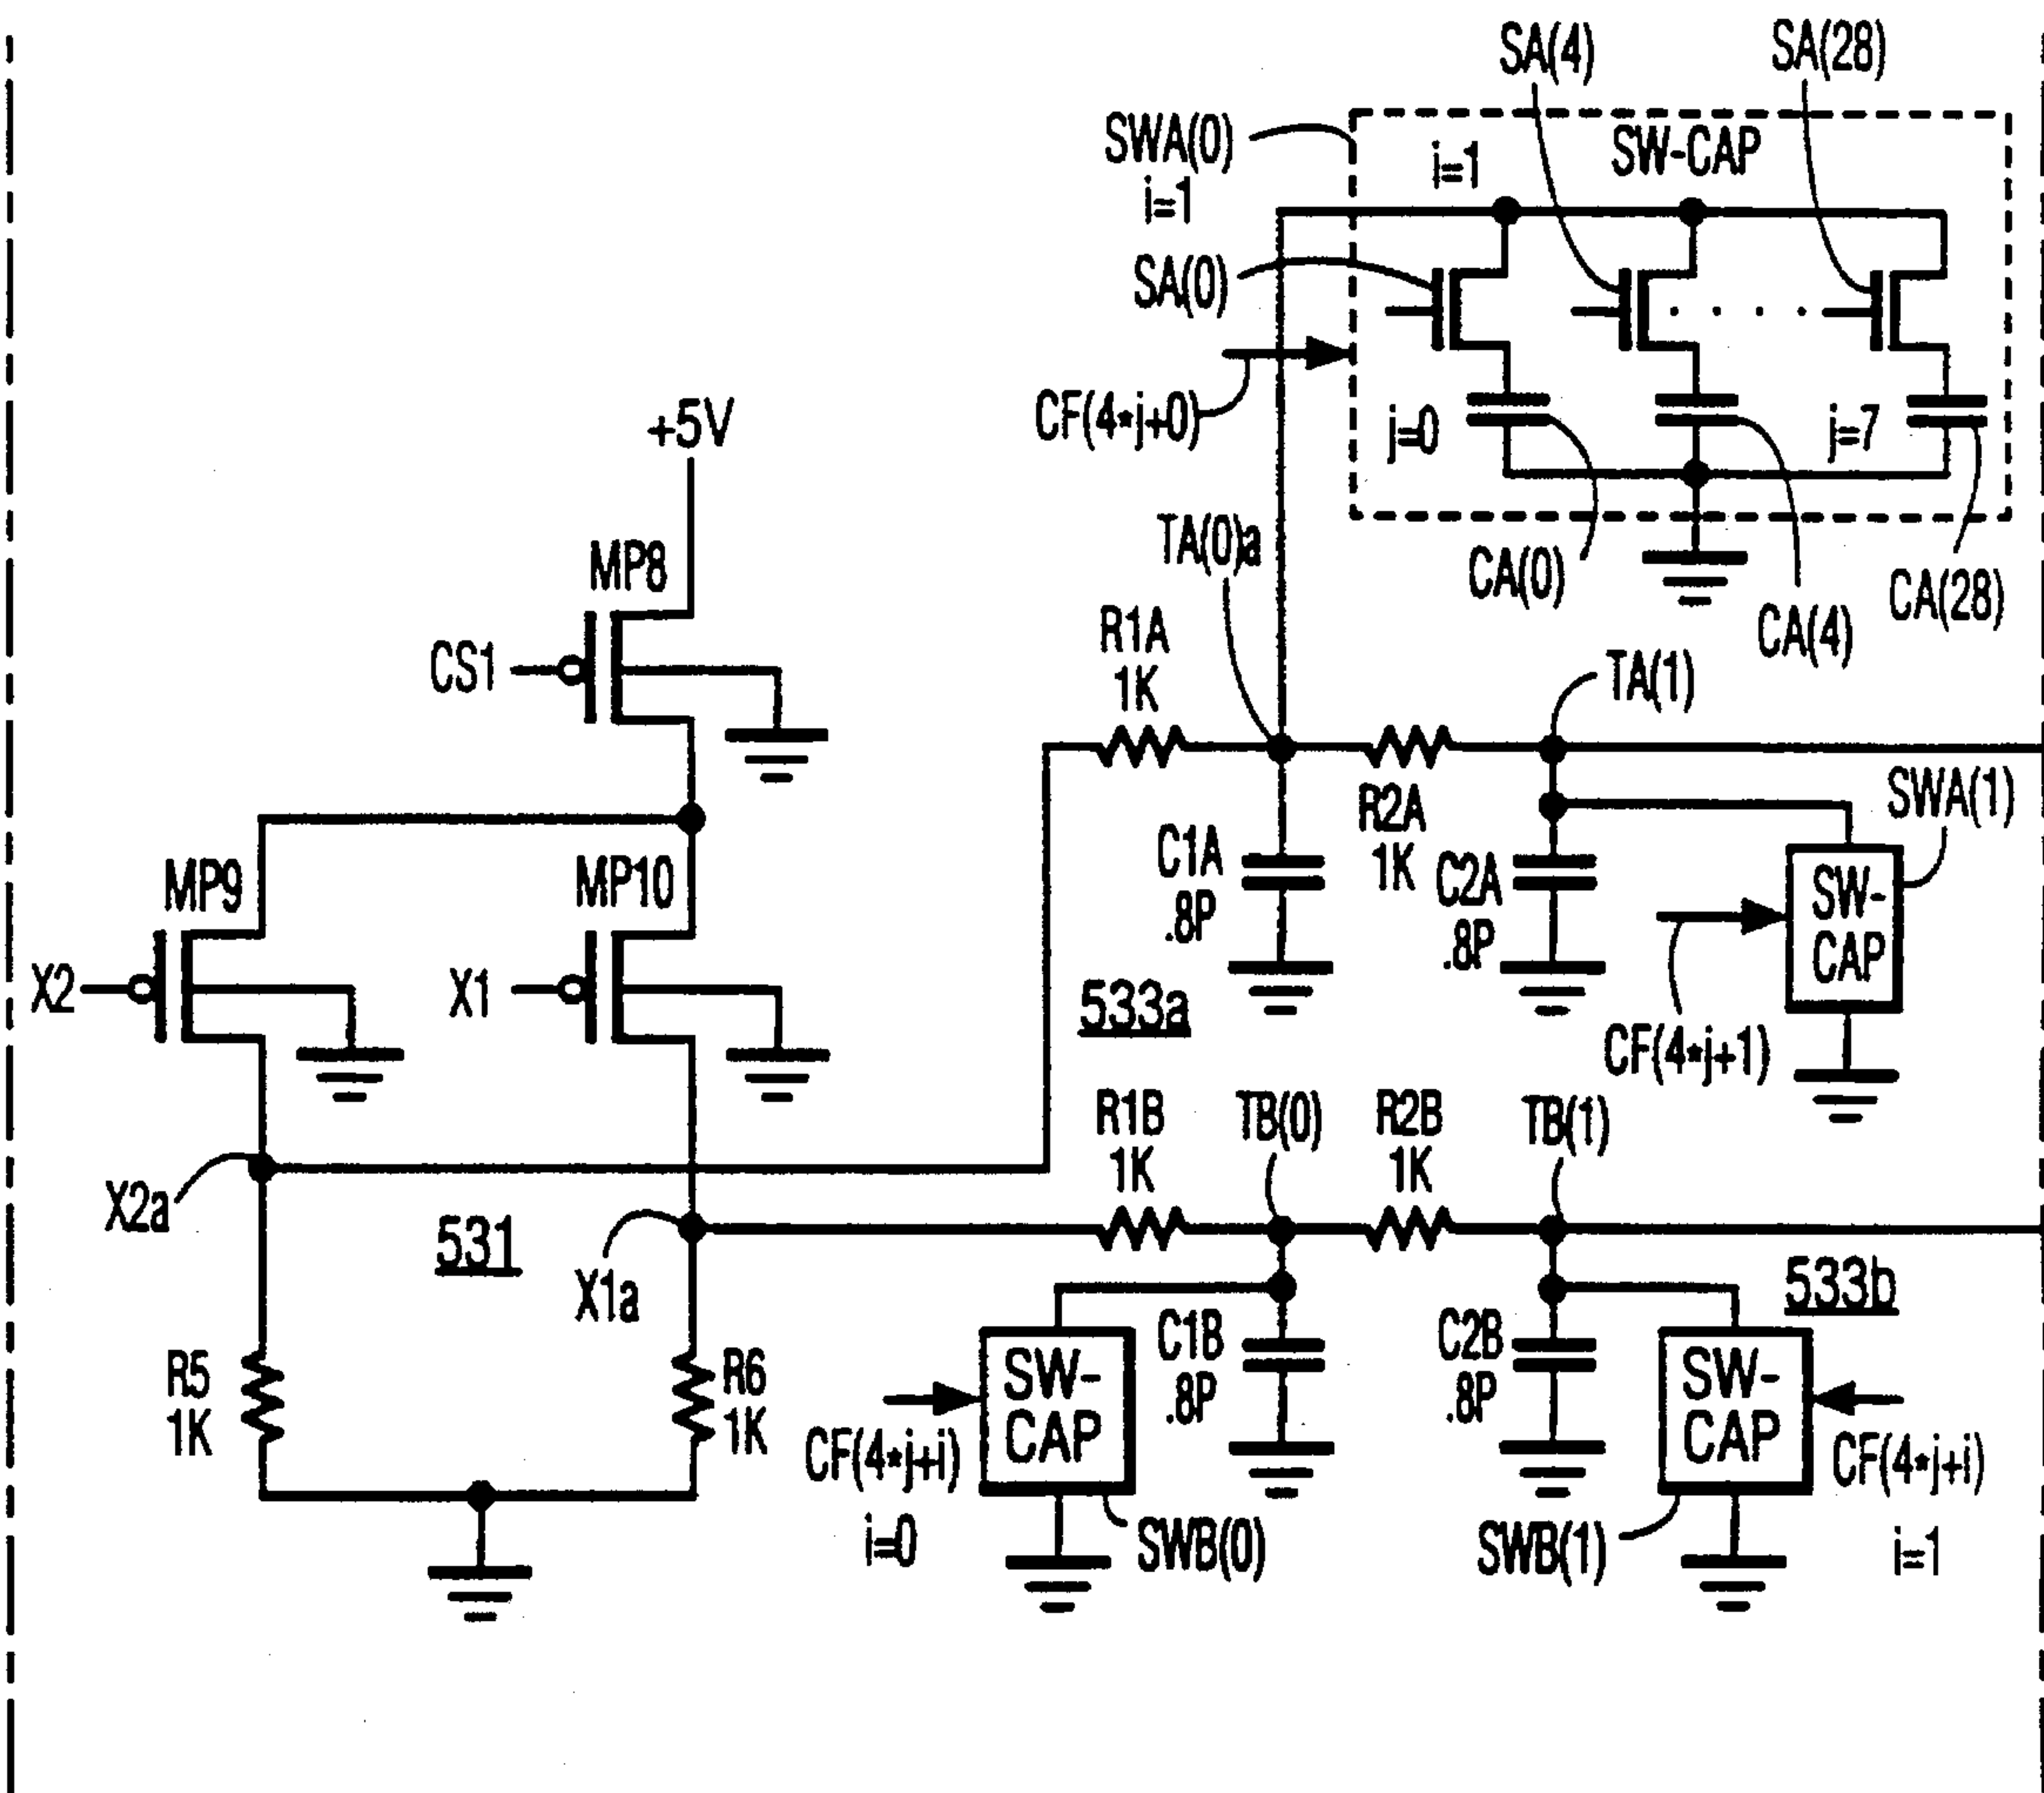 SA(4)
SA(28)
SWA(0)
i=1
i=1
SW-CAP
SA(0)
CF(4*j+0)
j=0
j=7
+5V
TA(0)a
CA(0)
CA(4)
CA(28)
MP8
CS1
R1A
1K
TA(1)
R2A
1K
SWA(1)
C1A
.8P
C2A
.8P
SW-
CAP
MP9
MP10
X2
X1
533a
CF(4*j+1)
R1B
1K
TB(0)
R2B
1K
TB(1)
X2a
531
X1a
533b
R5
1K
R6
1K
SW-
CAP
C1B
.8P
C2B
.8P
SW-
CAP
CF(4*j+i)
i=0
SWB(0)
SWB(1)
CF(4*j+i)
i=1